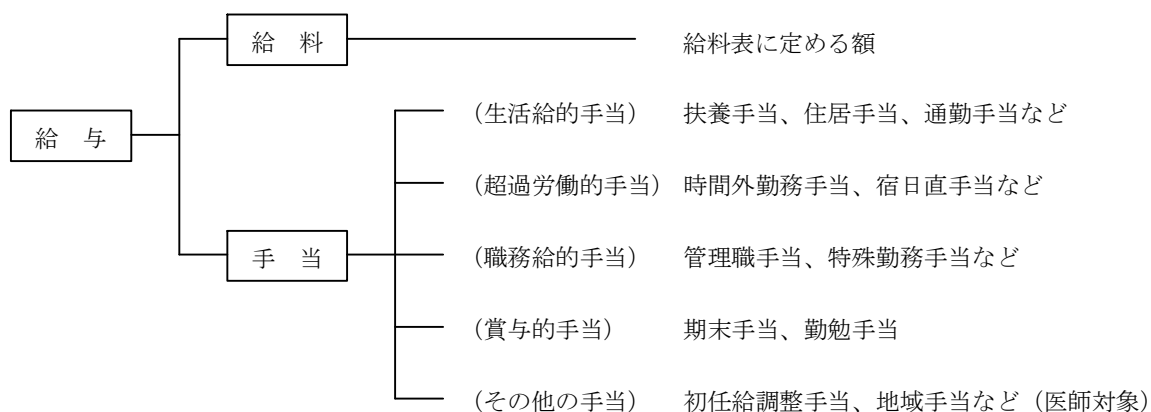 給　料　給料表に定める額
（生活給的手当）　扶養手当、住居手当、通勤手当など
給　与
（超過労働的手当）　時間外勤務手当、宿日直手当など
手　当　（職務給的手当）　管理職手当、特殊勤務手当など
（賞与的手当）　期末手当、勤勉手当
（その他の手当）　初任給調整手当、地域手当など（医師対象）